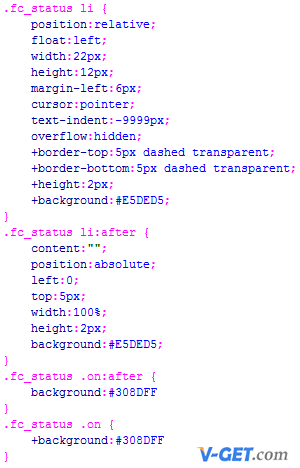 .fc_status li {
position:relative;
float:left;
width:22px;
height:12px;
margin-left:6px;
cursor:pointer;
text-indent:-9999px;
overflow:hidden;
+border-top:5px dashed transparent;
+border-bottom:5px dashed transparent;
+height:2px;
+background:#E5DED5;
}
.fc_status li:after {
content:"";
position:absolute;
left:0;
top:5px;
width:100%;
height:2px;
background:#E5DED5;
}
.fc_status .on:after {
background:#308DFF
}
.fc_status .on {
+background:#308DFF
}
V-GET.com